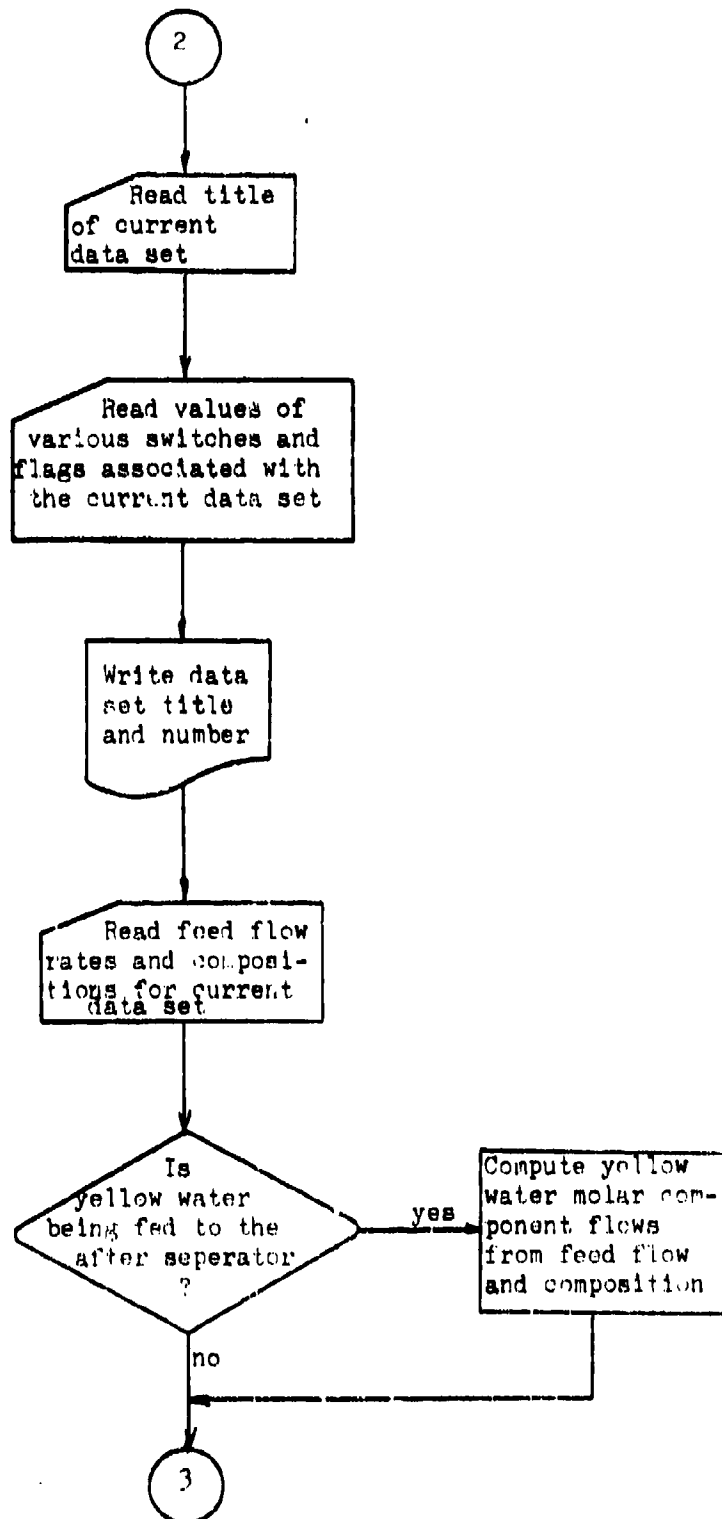 2
Read title
of current
data set
Read values of
various switches and
flags associated with
the current data set
Write data
set title
and number
Read feed flow
rates and composi-
tions for current
data set
Is
yellow water
being fed to the
after seperator
?
yes
Compute yellow
water molar com-
ponent flows
from feed flow
and composition
no
3